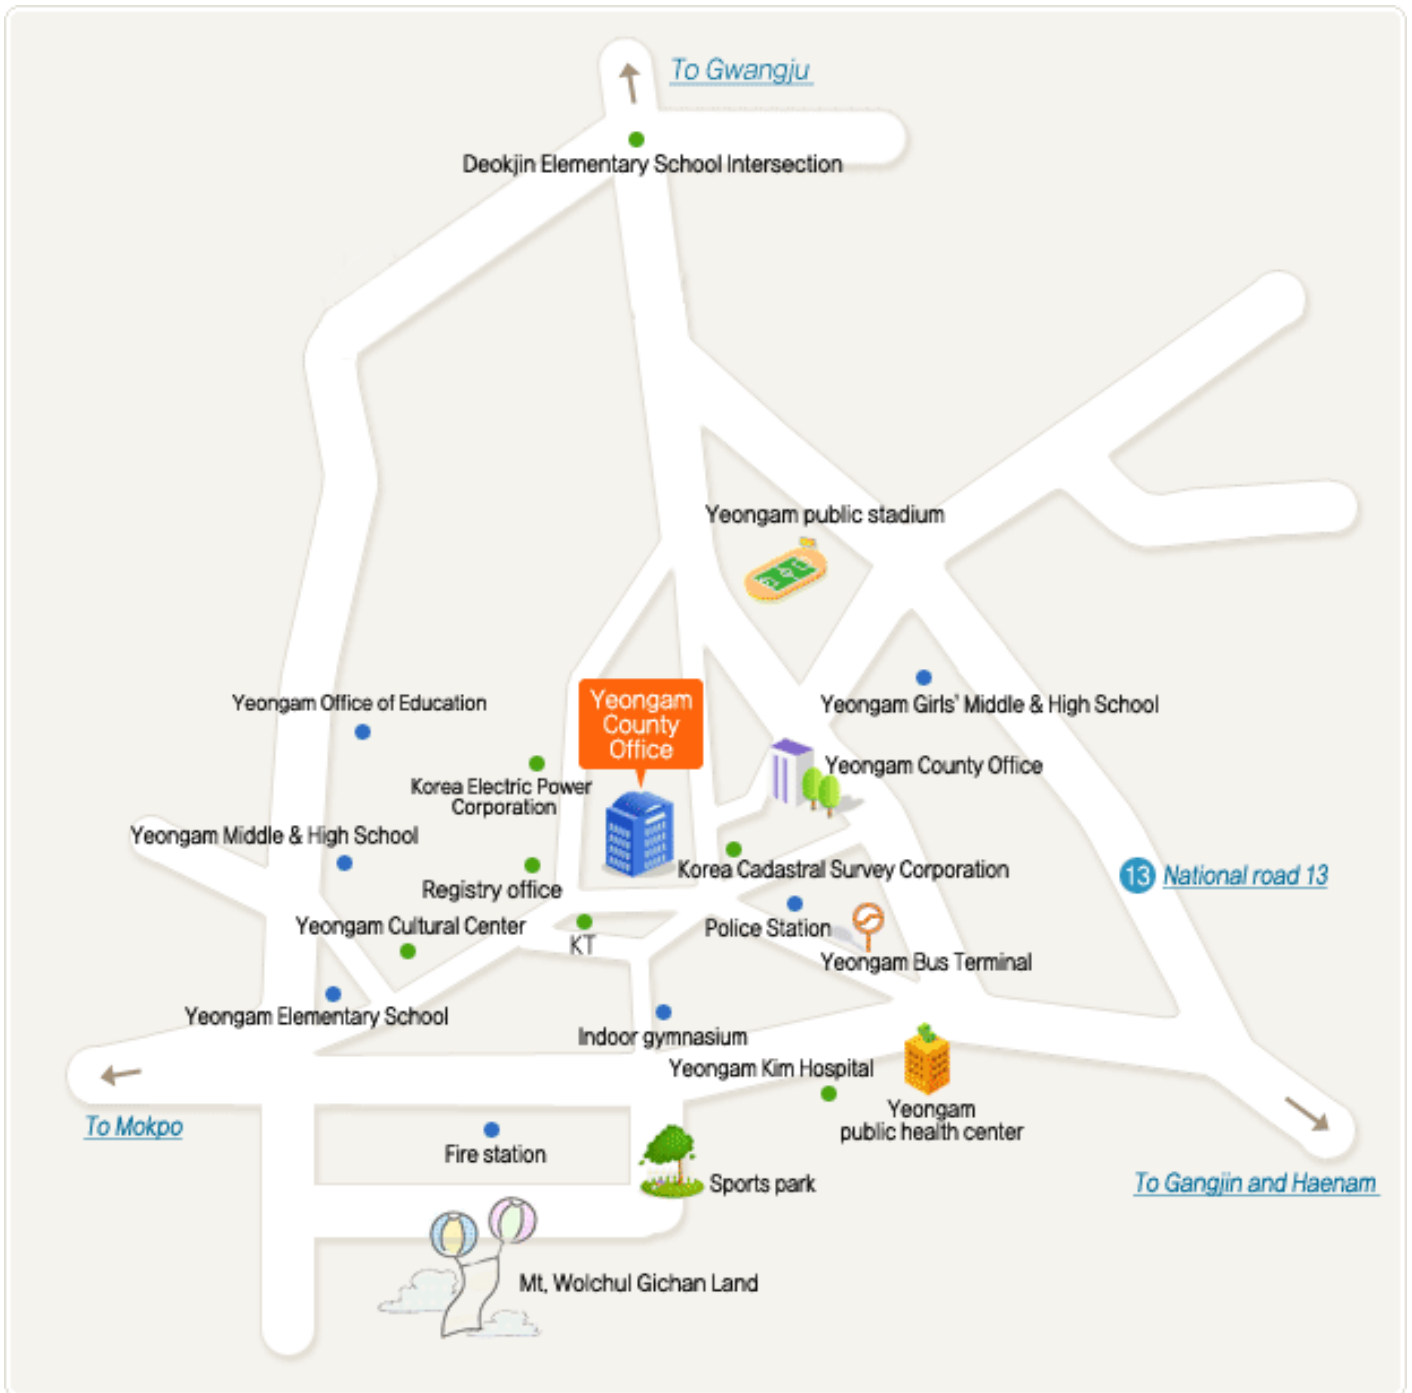 To Gwangju
Deokjin Elementary School Intersection
Yeongam public stadium
Yeongam Office of Education
Yeongam
County
Office
Yeongam Girls' Middle & High School
Korea Electric Power
Corporation
Yeongam County Office
Yeongam Middle & High School
Korea Cadastral Survey Corporation
13 National road 13
Registry office
Yeongam Cultural Center
KT
Police Station
Yeongam Bus Terminal
Yeongam Elementary School
Indoor gymnasium
Yeongam Kim Hospital
Yeongam
public health center
To Mokpo
Fire station
Sports park
To Gangjin and Haenam
Mt, Wolchul Gichan Land